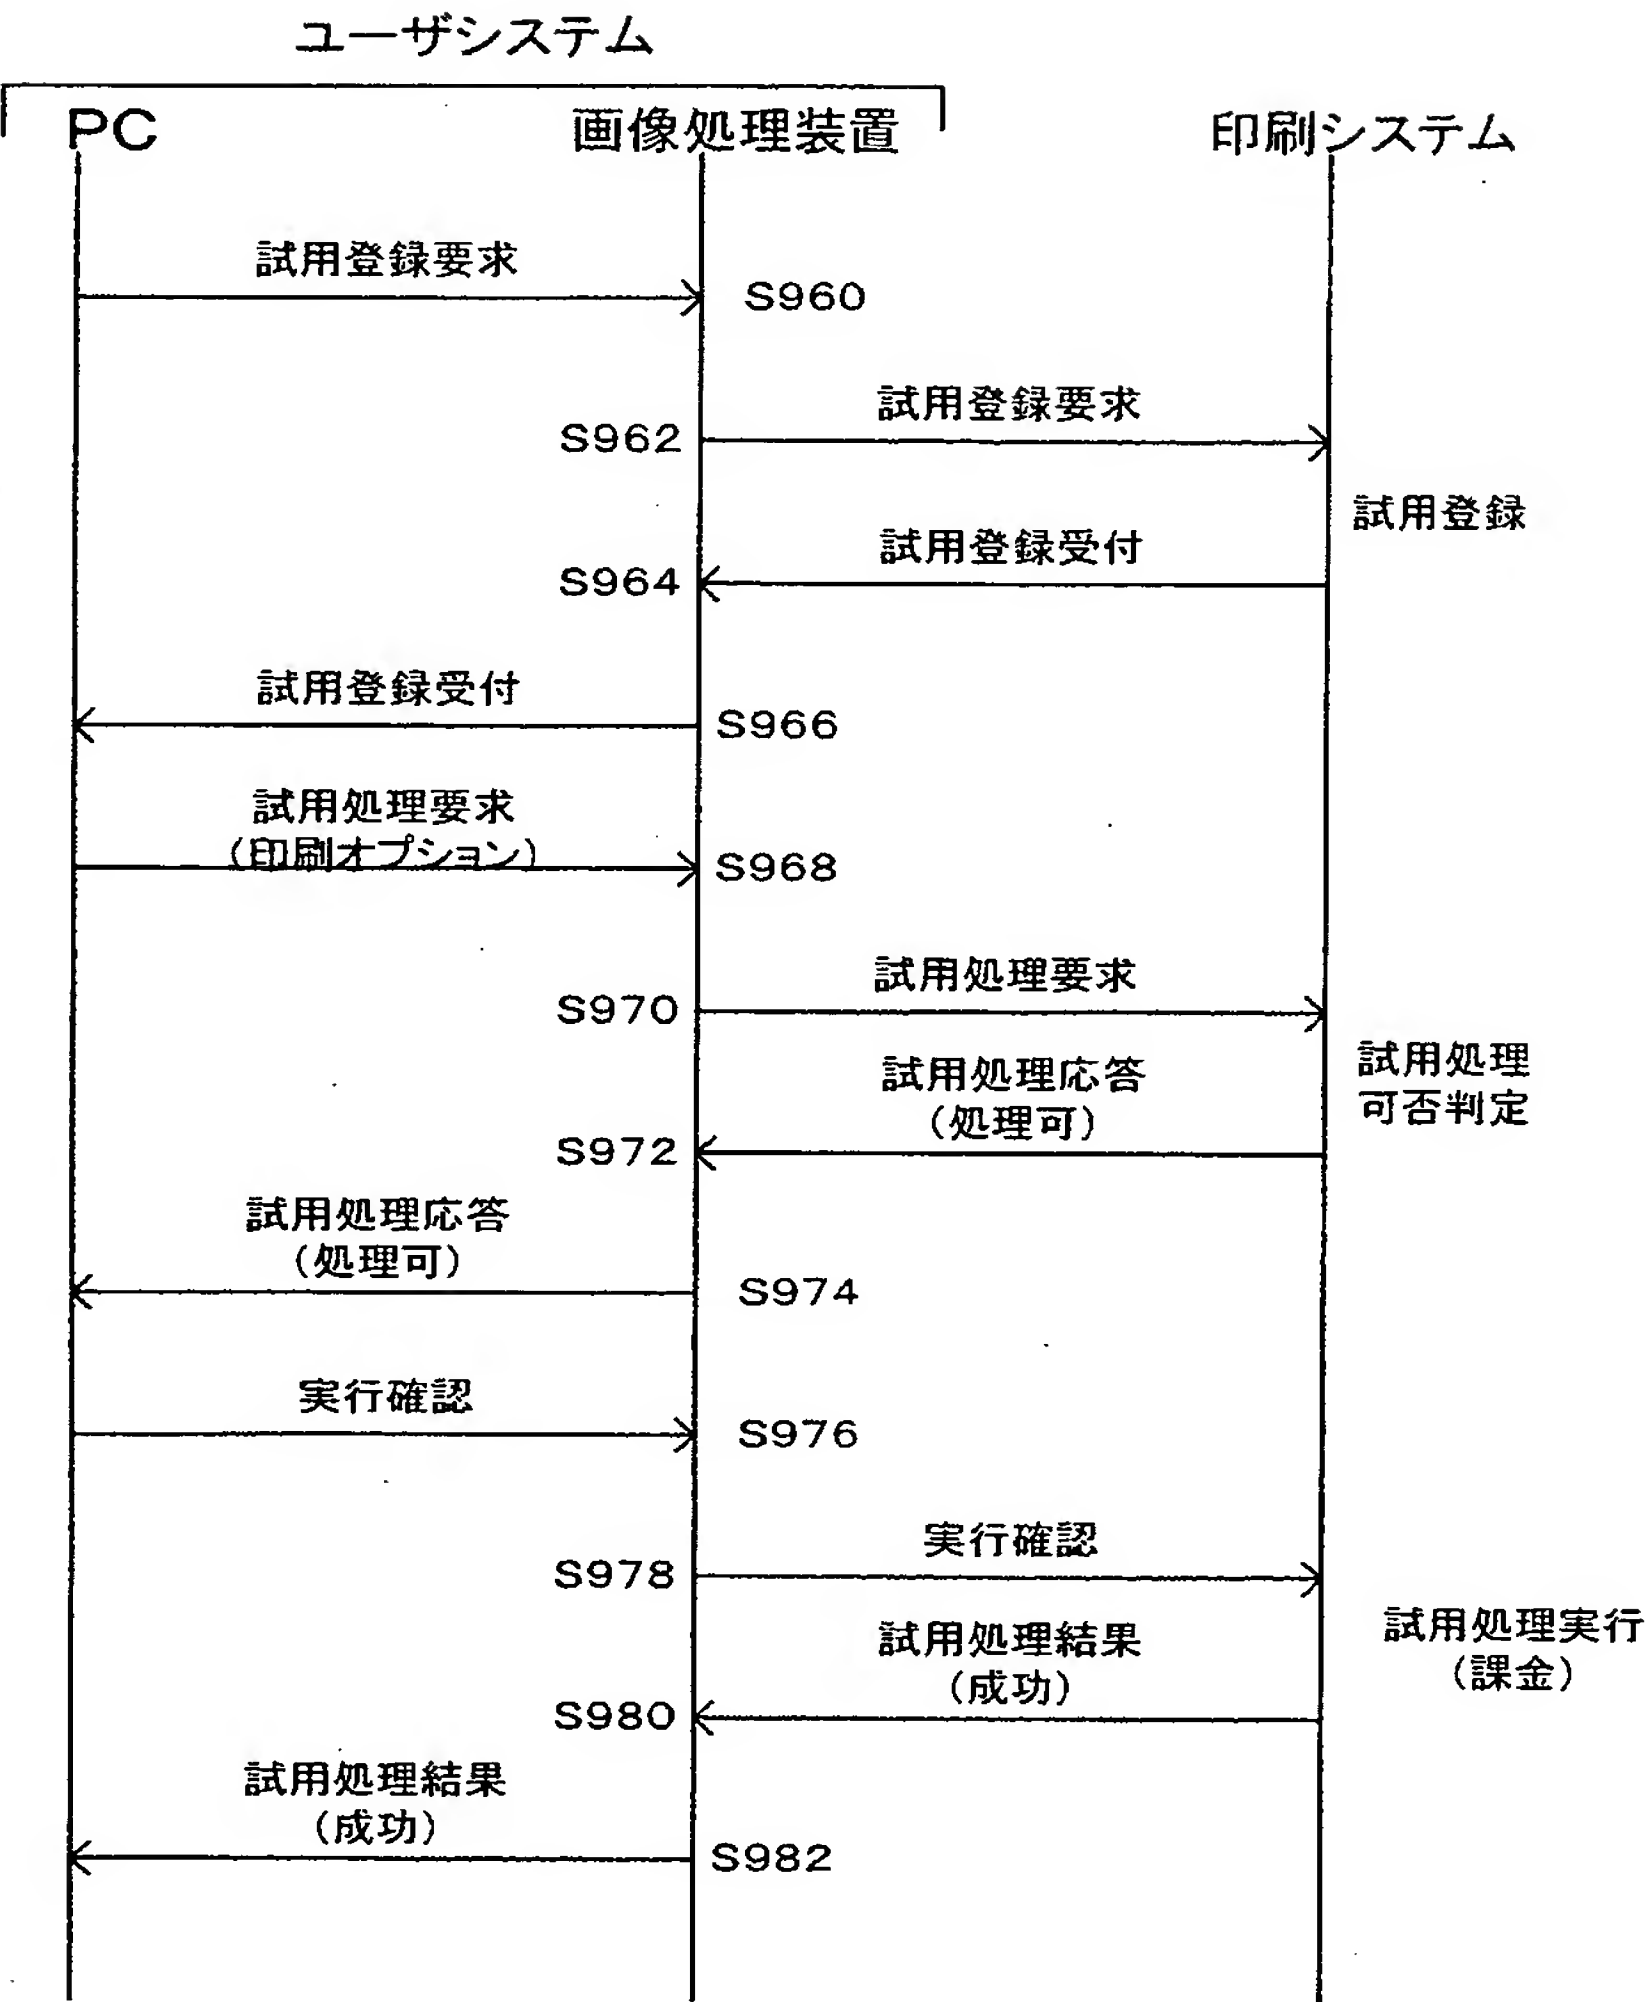 ユーザシステム
PC
画像処理装置
印刷システム
試用登録要求
S960
試用登録要求
S962
試用登録
試用登録受付
S964
試用登録受付
S966
試用処理要求
(印刷オプション)
S968
試用処理要求
S970
試用処理
可否判定
試用処理応答
(処理可)
S972
試用処理応答
(処理可)
S974
実行確認
S976
実行確認
S978
試用処理実行
(課金)
試用処理結果
(成功)
S980
試用処理結果
(成功)
S982